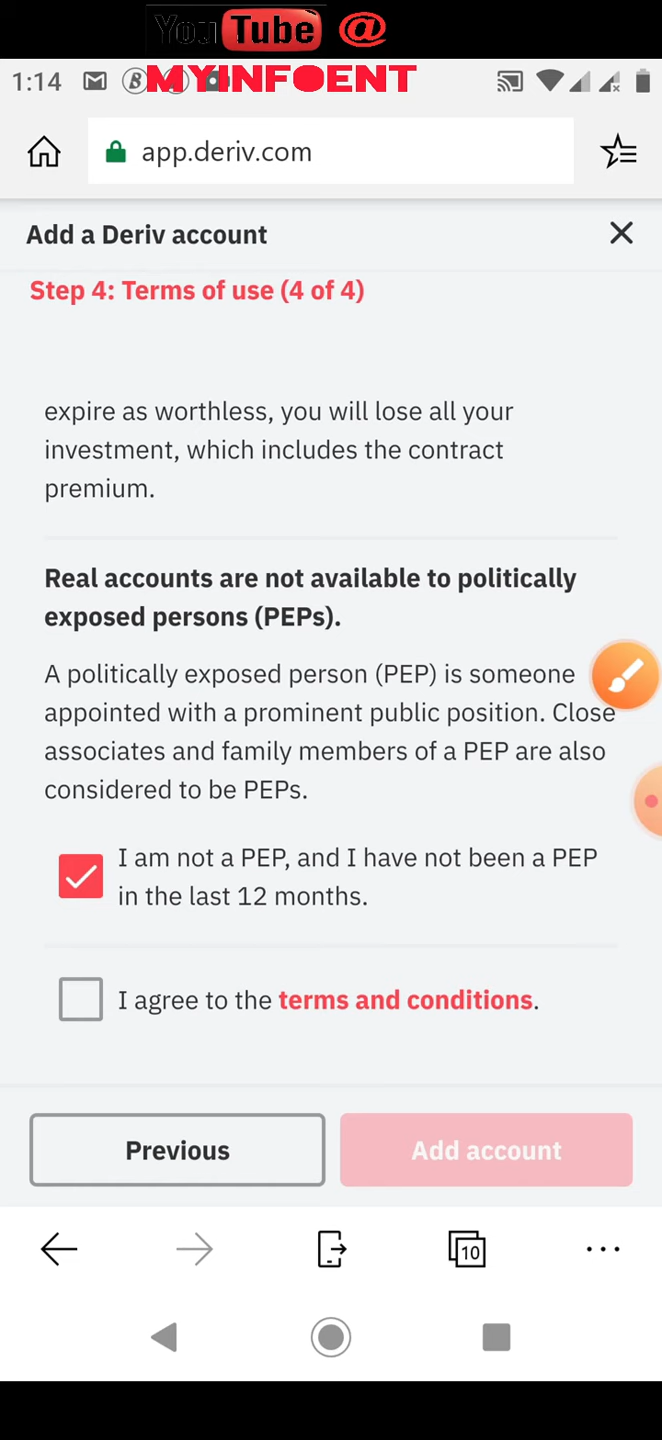 YouTube @
1:14
MYINFOENT
app.deriv.com
Add a Deriv account
Step 4: Terms of use (4 of 4)
expire as worthless, you will lose all your
investment, which includes the contract
premium.
Real accounts are not available to politically
exposed persons (PEPs).
A politically exposed person (PEP) is someone
appointed with a prominent public position. Close
associates and family members of a PEP are also
considered to be PEPs.
I am not a PEP, and I have not been a PEP
in the last 12 months.
I agree to the terms and conditions.
Previous
Add account
10